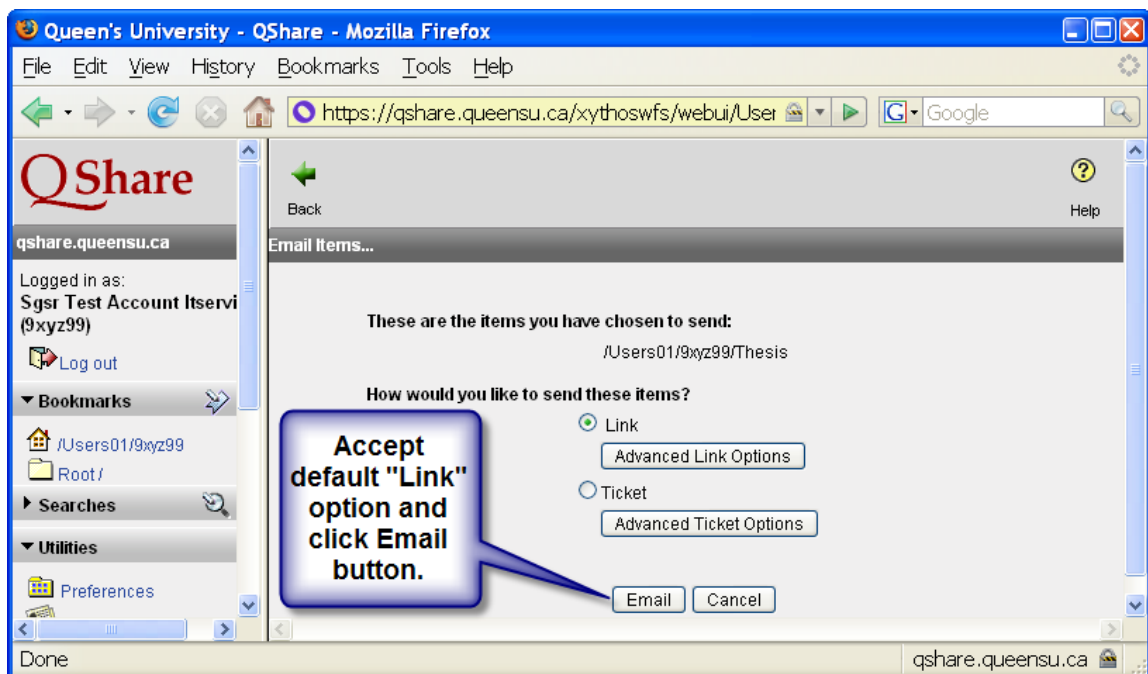 Queen's University - QShare - Mozilla Firefox
File Edit View History Bookmarks Tools Help
https://qshare.queensu.ca/xythoswfs/webui/User
G Google
QShare
Back
Help
qshare.queensu.ca
Email Items...
Logged in as:
Sgsr Test Account Itservi
(9xyz99)
Log out
Bookmarks
/Users01/9xyz99
Root /
Searches
Utilities
Preferences
These are the items you have chosen to send:
/Users01/9xyz99/Thesis
How would you like to send these items?
Link
Advanced Link Options
Ticket
Advanced Ticket Options
Accept
default "Link"
option and
click Email
button.
Email Cancel
Done
qshare.queensu.ca